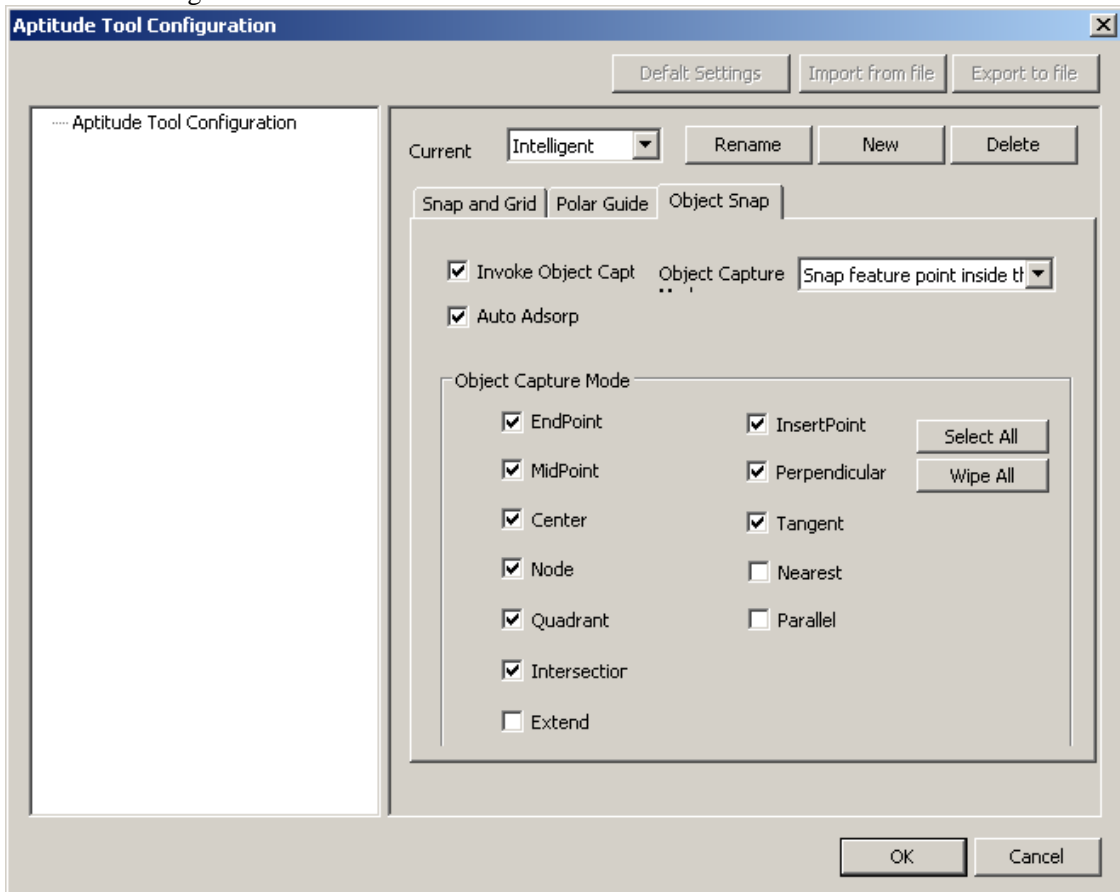 Aptitude Tool Configuration
Defalt Settings Import from file Export to file
Aptitude Tool Configuration
Current Intelligent Rename New Delete
Snap and Grid Polar Guide Object Snap
Invoke Object Capt Object Capture Snap feature point inside th
Auto Adsorp
Object Capture Mode
EndPoint InsertPoint Select All
MidPoint Perpendicular Wipe All
Center Tangent
Node Nearest
Quadrant Parallel
Intersection
Extend
OK Cancel